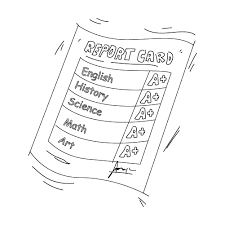 REPORT CARD
English A+
History A+
Science A+
Math A+
Art A+